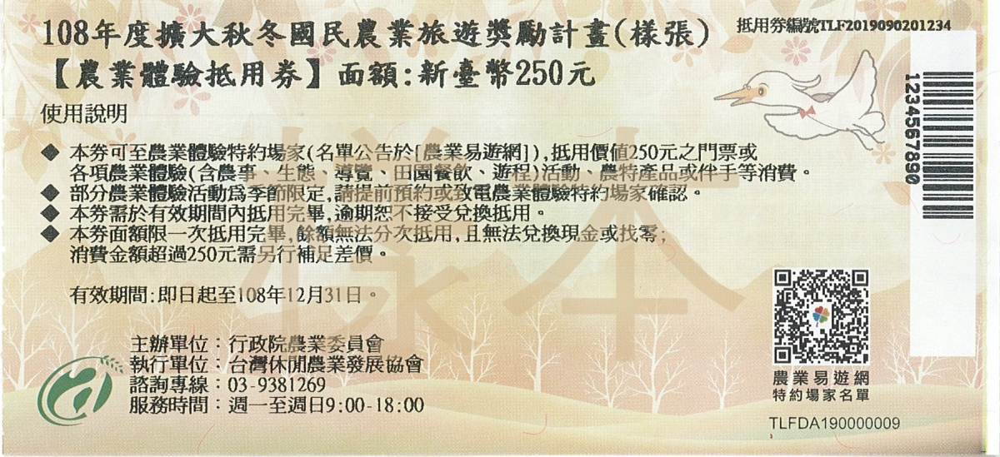 108年度擴大秋冬國民農業旅遊獎勵計畫(樣張)
抵用券編號TLF2019090201234
【農業體驗抵用券】面額:新臺幣250元
1234567890
使用說明
樣本
◆ 本券可至農業體驗特約場家(名單公告於[農業易遊網]),抵用價值250元之門票或
各項農業體驗(含農事、生態、導覽、田園餐飲、遊程)活動、農特產品或伴手等消費。
◆ 部分農業體驗活動為季節限定,請提前預約或致電農業體驗特約場家確認。
◆ 本券需於有效期間內抵用完畢,逾期恕不接受兌換抵用。
◆ 本券面額限一次抵用完畢,餘額無法分次抵用,且無法兌換現金或找零;
消費金額超過250元需另行補足差價。
有效期間:即日起至108年12月31日。
主辦單位:行政院農業委員會
執行單位:台灣休閒農業發展協會
諮詢專線:03-9381269
服務時間:週一至週日9:00-18:00
農業易遊網
特約場家名單
TLFDA190000009